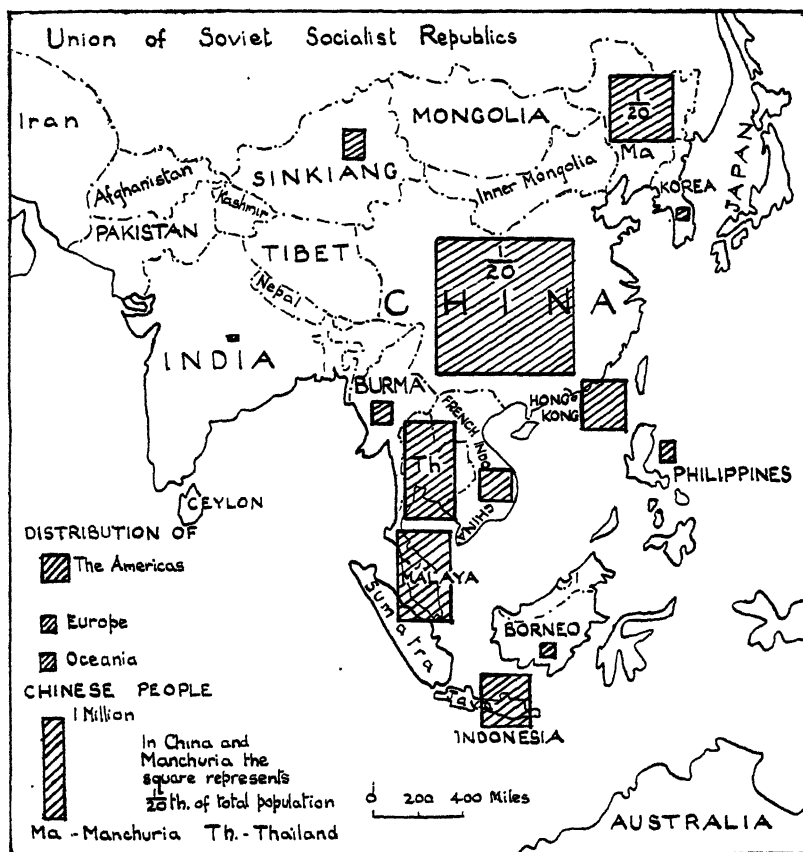 Union of Soviet Socialist Republics
Iran
MONGOLIA
1/20
Ma
SINKIANG
Afghanistan
Inner Mongolia
JAPAN
KOREA
Kashmir
PAKISTAN
TIBET
1/20
CHINA
Nepal
INDIA
BURMA
HONG KONG
FRENCH INDO CHINA
Th
PHILIPPINES
CEYLON
DISTRIBUTION OF
The Americas
MALAYA
Sumatra
Europe
BORNEO
Oceania
CHINESE PEOPLE
Java
1 Million
INDONESIA
In China and
Manchuria the
square represents
1/20 th. of total population
0 200 400 Miles
AUSTRALIA
Ma - Manchuria Th. - Thailand